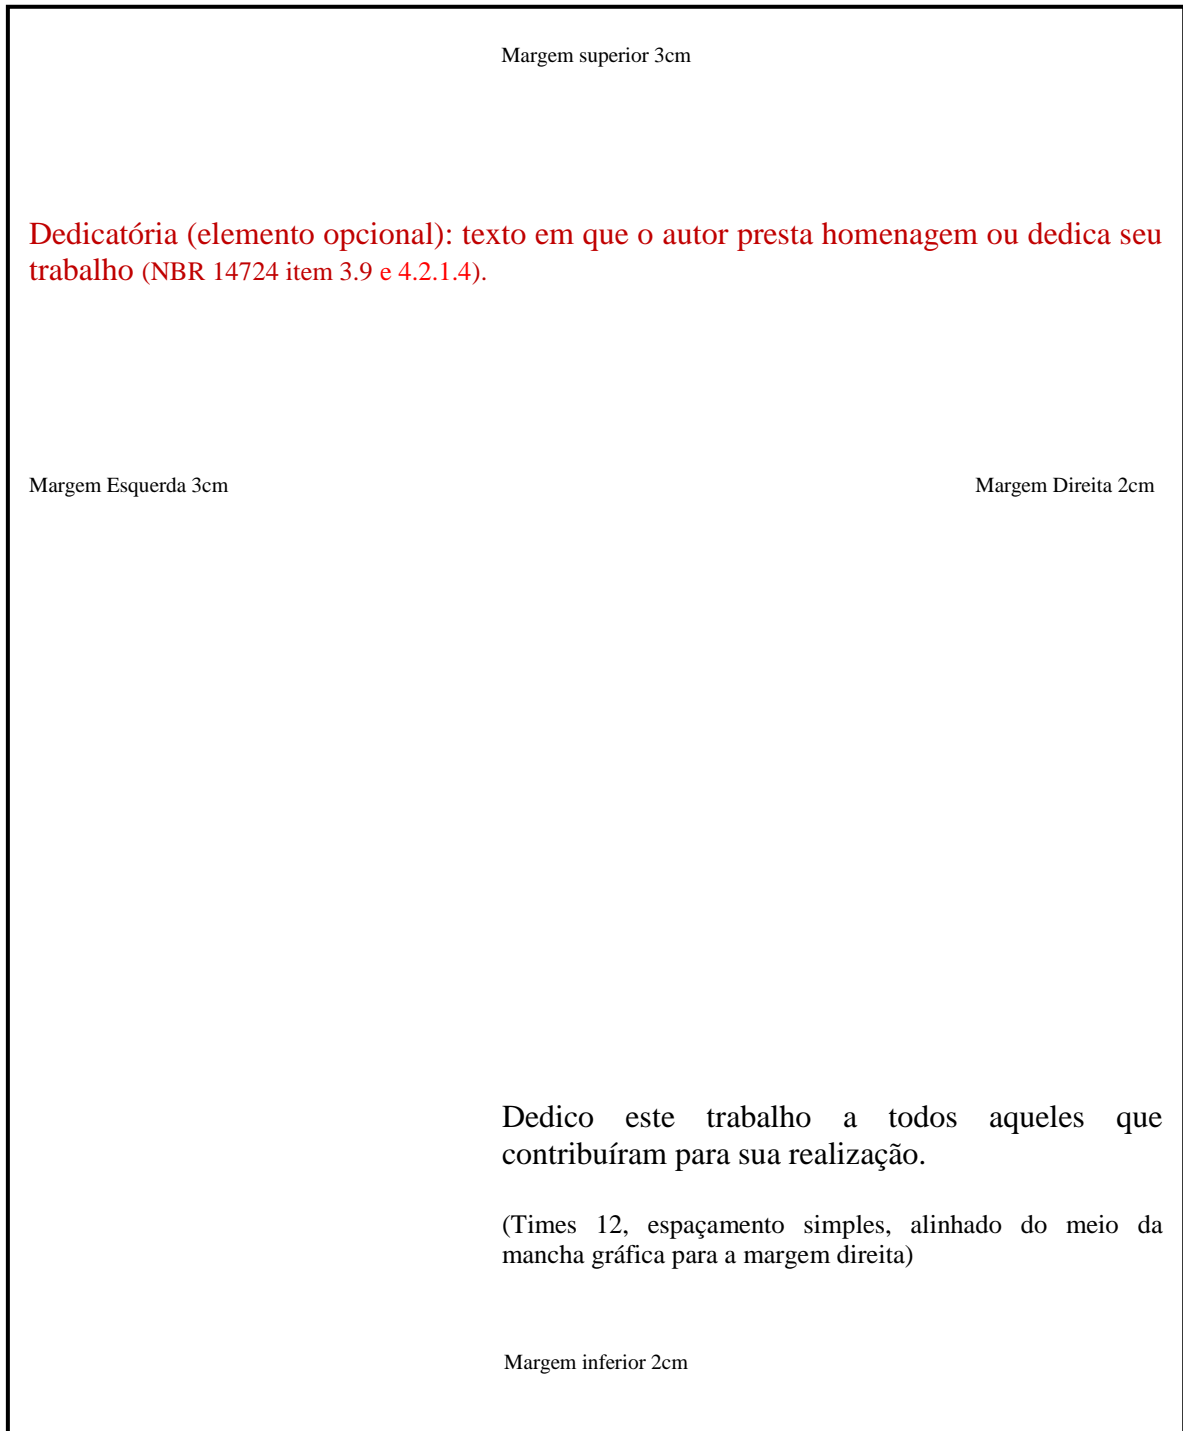 Margem superior 3cm
Dedicatória (elemento opcional): texto em que o autor presta homenagem ou dedica seu
trabalho (NBR 14724 item 3.9 e 4.2.1.4).
Margem Esquerda 3cm
Margem Direita 2cm
Dedico este trabalho a todos aqueles que
contribuíram para sua realização.
(Times 12, espaçamento simples, alinhado do meio da
mancha gráfica para a margem direita)
Margem inferior 2cm